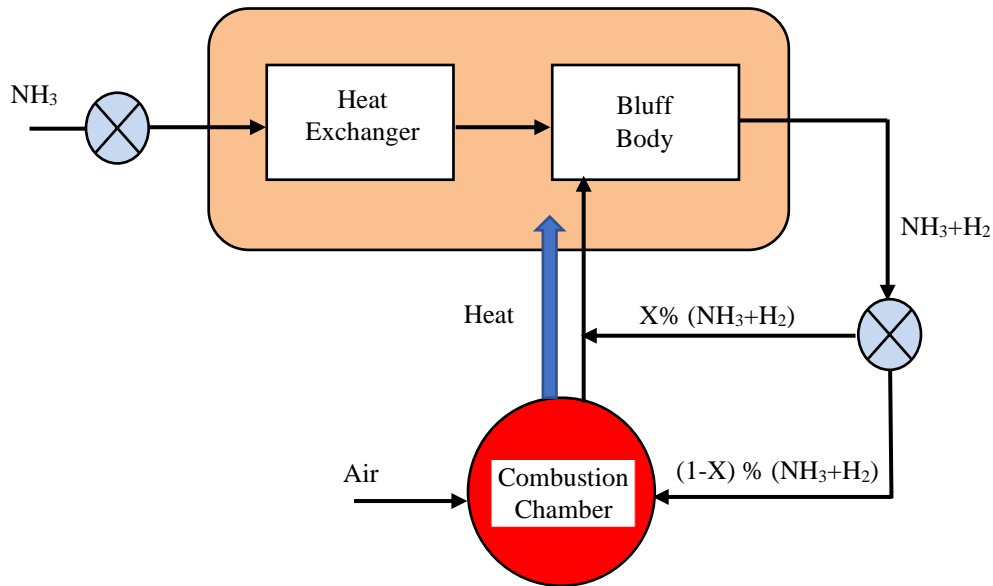 NH₃
Heat
Exchanger
Bluff
Body
NH₃+H₂
Heat
X% (NH₃+H₂)
Air
Combustion
Chamber
(1-X) % (NH₃+H₂)